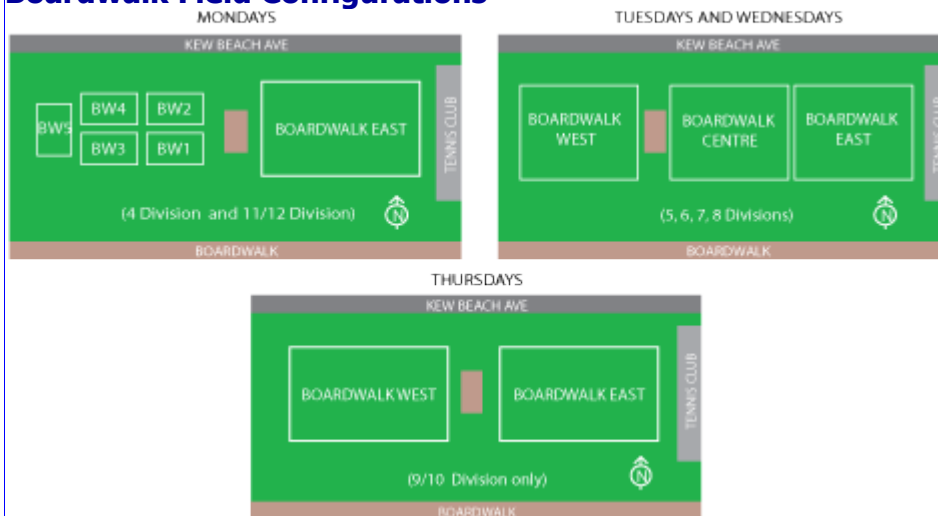 Boardwalk Field Configurations
MONDAYS
KEW BEACH AVE
BW5
BW4
BW2
BW3
BW1
BOARDWALK EAST
TENNIS CLUB
(4 Division and 11/12 Division)
N
BOARDWALK
TUESDAYS AND WEDNESDAYS
KEW BEACH AVE
BOARDWALK
WEST
BOARDWALK
CENTRE
BOARDWALK
EAST
TENNIS CLUB
(5, 6, 7, 8 Divisions)
N
BOARDWALK
THURSDAYS
KEW BEACH AVE
BOARDWALK WEST
BOARDWALK EAST
TENNIS CLUB
(9/10 Division only)
N
BOARDWALK